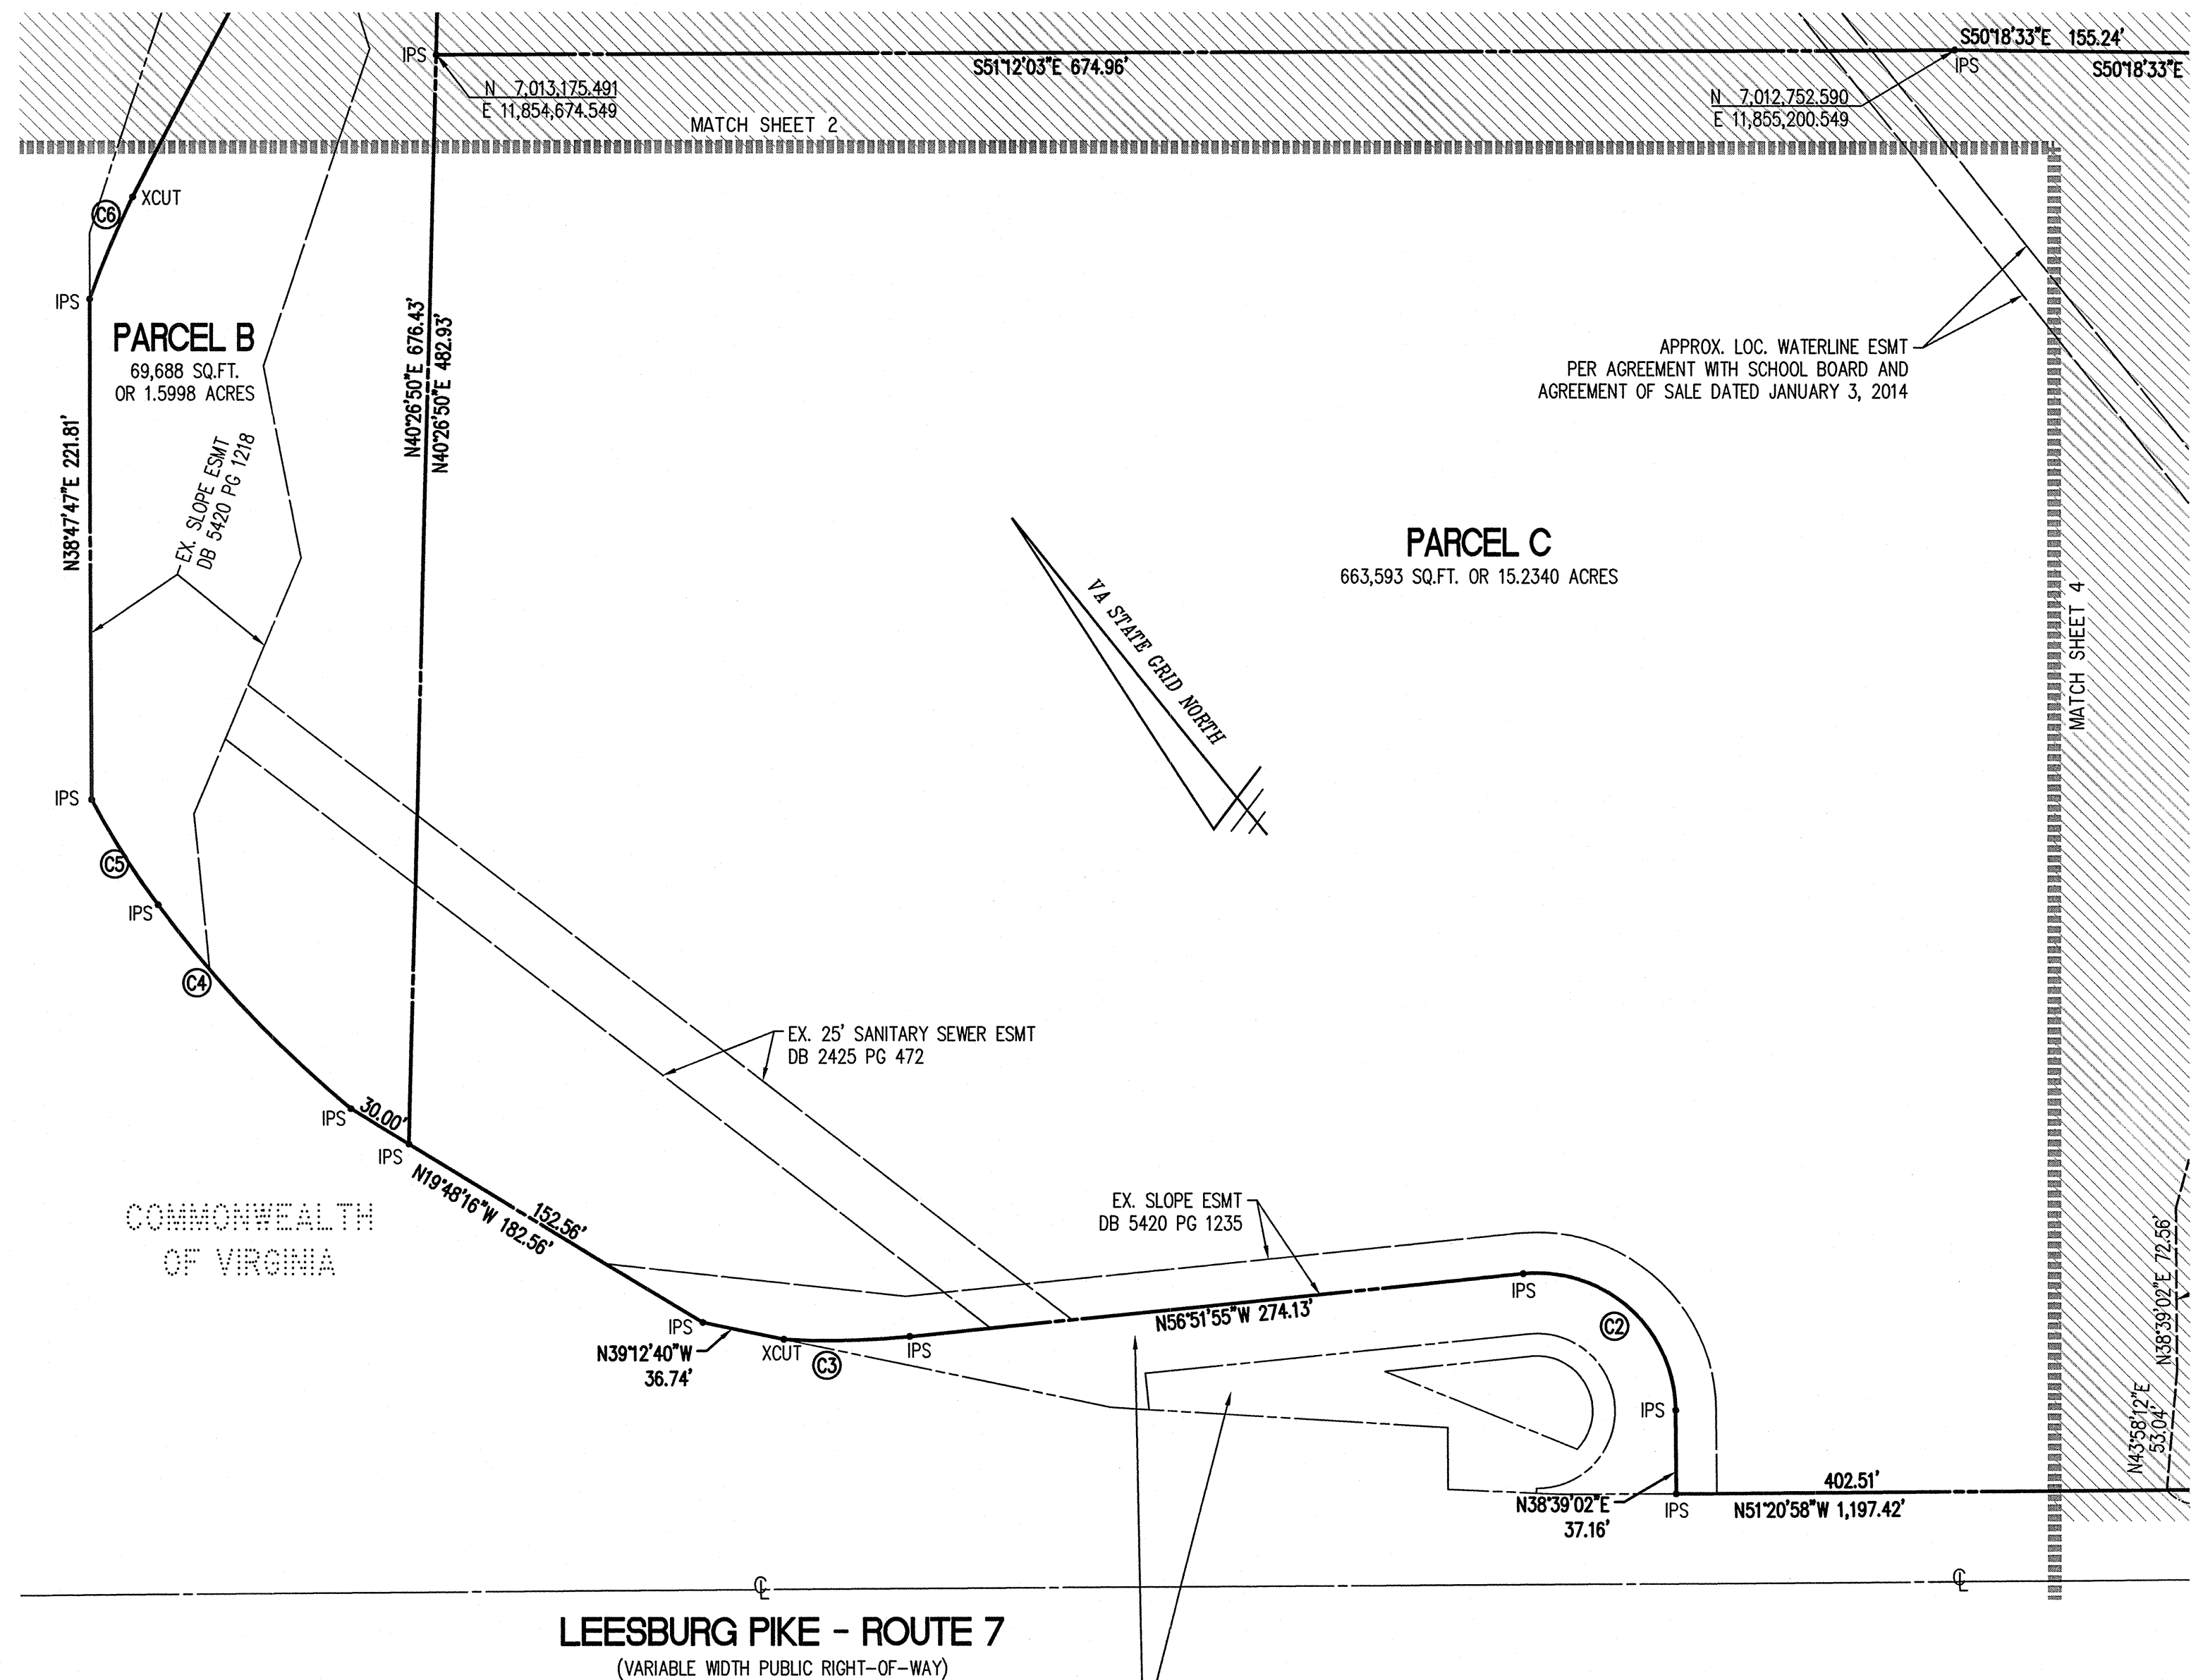 S50°18'33"E 155.24'
IPS
S51°12'03"E 674.96'
IPS
S50°18'33"E
N 7,013,175.491
E 11,854,674.549
N 7,012,752.590
E 11,855,200.549
MATCH SHEET 2
XCUT
C6
IPS
PARCEL B
69,688 SQ.FT.
OR 1.5998 ACRES
N40°26'50"E 676.43'
N40°26'50"E 482.93'
APPROX. LOC. WATERLINE ESMT
PER AGREEMENT WITH SCHOOL BOARD AND
AGREEMENT OF SALE DATED JANUARY 3, 2014
N38°47'47"E 221.81'
EX. SLOPE ESMT
DB 5420 PG 1218
PARCEL C
663,593 SQ.FT. OR 15.2340 ACRES
VA STATE GRID NORTH
MATCH SHEET 4
IPS
C5
IPS
C4
EX. 25' SANITARY SEWER ESMT
DB 2425 PG 472
IPS
30.00'
IPS
N19°48'16"W 182.56'
152.56'
COMMONWEALTH
OF VIRGINIA
EX. SLOPE ESMT
DB 5420 PG 1235
IPS
N39°12'40"W
36.74'
XCUT
C3
IPS
N56°51'55"W 274.13'
IPS
C2
IPS
N38°39'02"E 72.56'
N43°58'12"E
53.04'
N38°39'02"E
37.16'
IPS
402.51'
N51°20'58"W 1,197.42'
CL
CL
LEESBURG PIKE - ROUTE 7
(VARIABLE WIDTH PUBLIC RIGHT-OF-WAY)